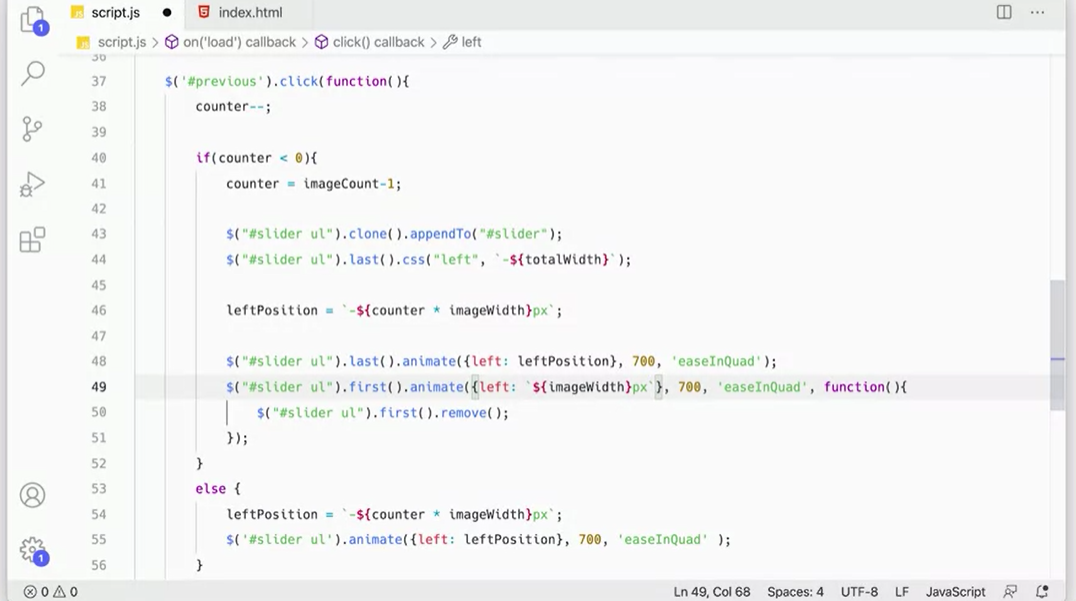 script.js ● index.html ···
script.js > on('load') callback > click() callback > left
36
37 $('#previous').click(function(){
38 counter--;
39
40 if(counter < 0){
41 counter = imageCount-1;
42
43 $("#slider ul").clone().appendTo("#slider");
44 $("#slider ul").last().css("left", `-${totalWidth}`);
45
46 leftPosition = `-${counter * imageWidth}px`;
47
48 $("#slider ul").last().animate({left: leftPosition}, 700, 'easeInQuad');
49 $("#slider ul").first().animate({left: `${imageWidth}px`}, 700, 'easeInQuad', function(){
50 $("#slider ul").first().remove();
51 });
52 }
53 else {
54 leftPosition = `-${counter * imageWidth}px`;
55 $('#slider ul').animate({left: leftPosition}, 700, 'easeInQuad' );
56 }
1
1
0 0 Ln 49, Col 68 Spaces: 4 UTF-8 LF JavaScript